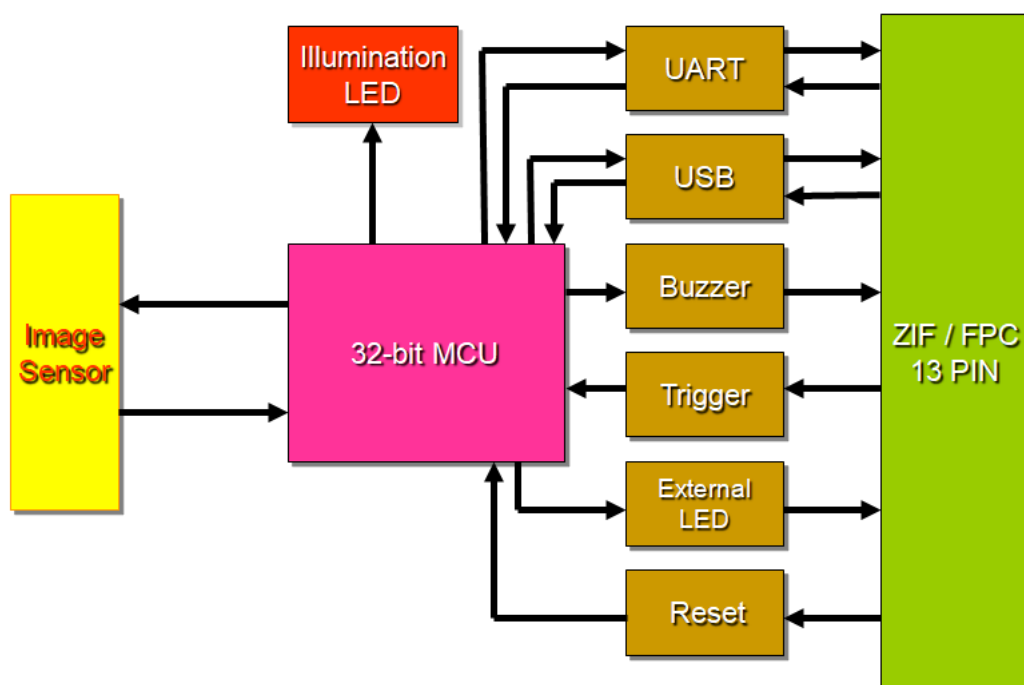 Illumination
LED
UART
USB
Image
Sensor
32-bit MCU
Buzzer
ZIF / FPC
13 PIN
Trigger
External
LED
Reset